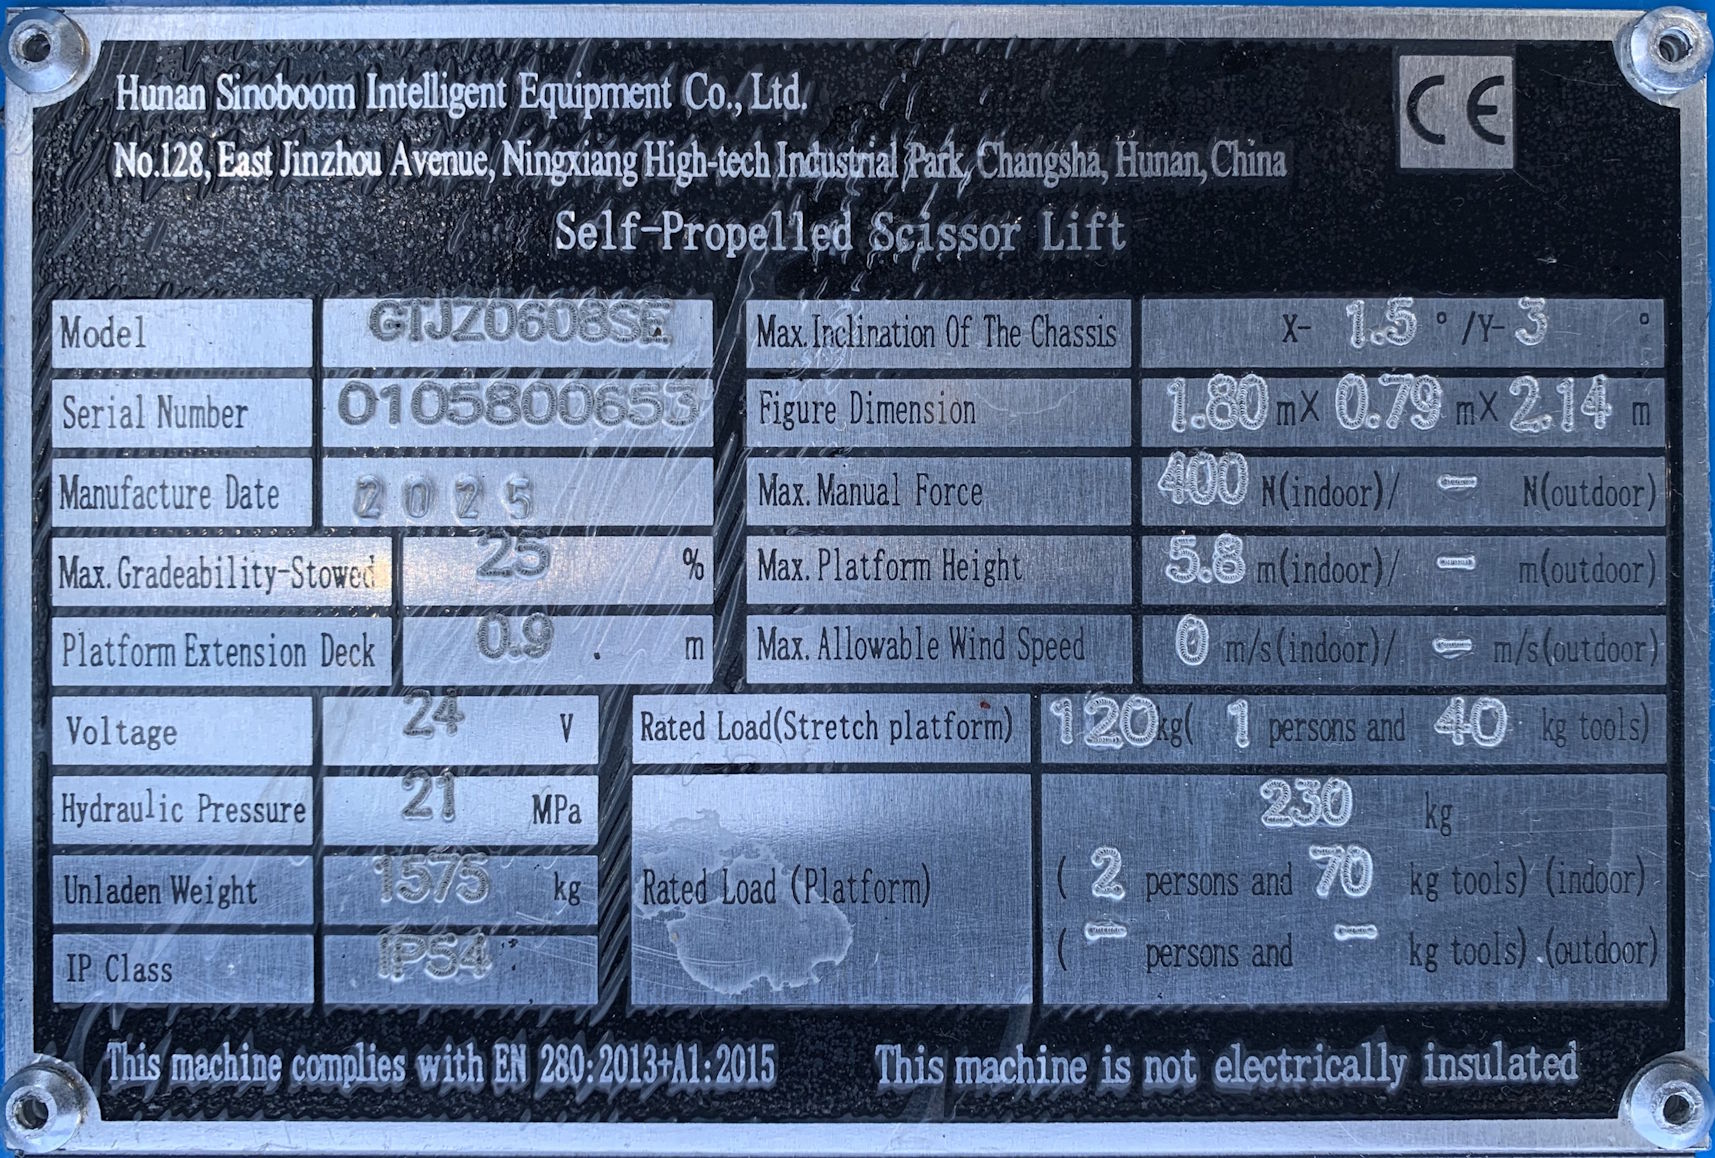 Hunan Sinoboom Intelligent Equipment Co., Ltd.
CE
No.128, East Jinzhou Avenue, Ningxiang High-tech Industrial Park, Changsha, Hunan, China
Self-Propelled Scissor Lift
Model GTJZ0608SE
Serial Number 0105800653
Manufacture Date 2025
Max. Gradeability-Stowed 25 %
Platform Extension Deck 0.9 m
Max. Inclination Of The Chassis X- 1.5 ° /Y- 3 °
Figure Dimension 1.80 mX 0.79 mX 2.14 m
Max. Manual Force 400 N(indoor)/ - N(outdoor)
Max. Platform Height 5.8 m(indoor)/ - m(outdoor)
Max. Allowable Wind Speed 0 m/s(indoor)/ - m/s(outdoor)
Voltage 24 V
Hydraulic Pressure 21 MPa
Unladen Weight 1575 kg
IP Class IP54
Rated Load(Stretch platform) 120kg( 1 persons and 40 kg tools)
Rated Load (Platform) 230 kg
( 2 persons and 70 kg tools) (indoor)
( - persons and - kg tools) (outdoor)
This machine complies with EN 280:2013+A1:2015
This machine is not electrically insulated